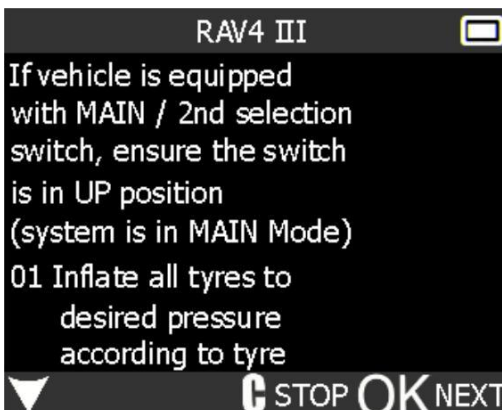 RAV4 III
If vehicle is equipped
with MAIN / 2nd selection
switch, ensure the switch
is in UP position
(system is in MAIN Mode)
01 Inflate all tyres to
desired pressure
according to tyre
C STOP OK NEXT